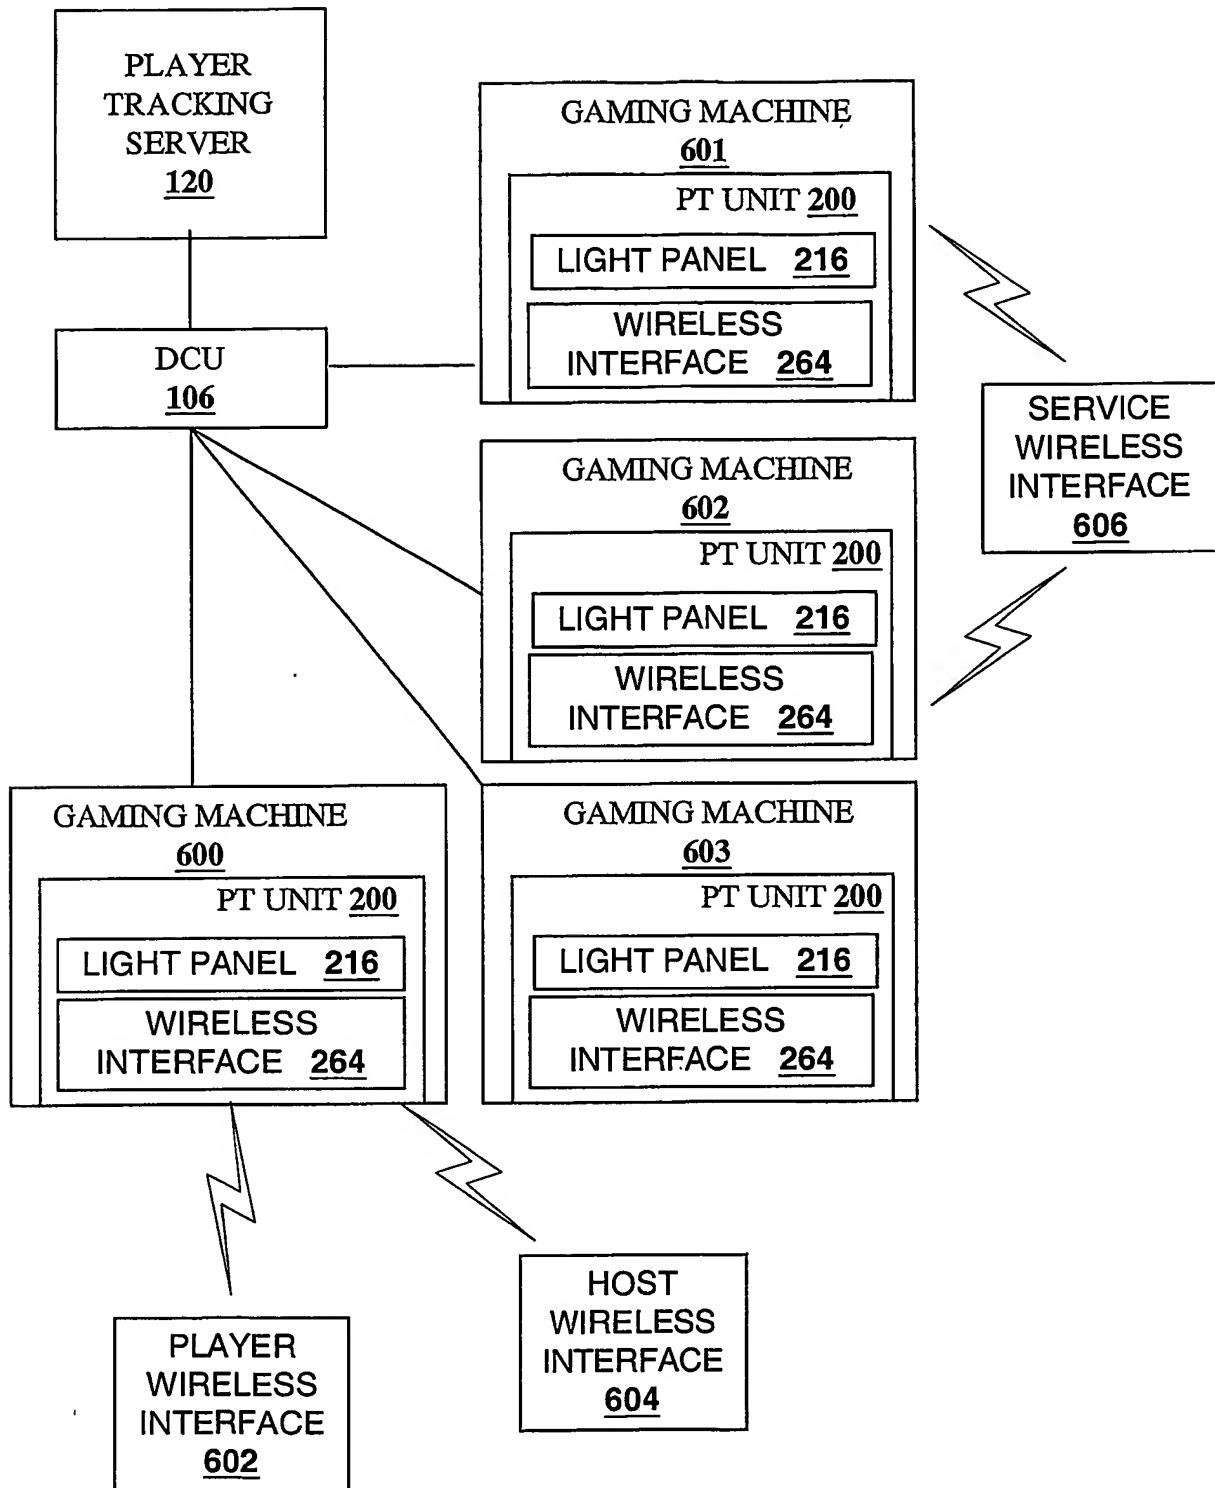 PLAYER
TRACKING
SERVER
120
DCU
106
GAMING MACHINE
601
PT UNIT 200
LIGHT PANEL 216
WIRELESS
INTERFACE 264
GAMING MACHINE
602
PT UNIT 200
LIGHT PANEL 216
WIRELESS
INTERFACE 264
SERVICE
WIRELESS
INTERFACE
606
GAMING MACHINE
600
PT UNIT 200
LIGHT PANEL 216
WIRELESS
INTERFACE 264
GAMING MACHINE
603
PT UNIT 200
LIGHT PANEL 216
WIRELESS
INTERFACE 264
PLAYER
WIRELESS
INTERFACE
602
HOST
WIRELESS
INTERFACE
604